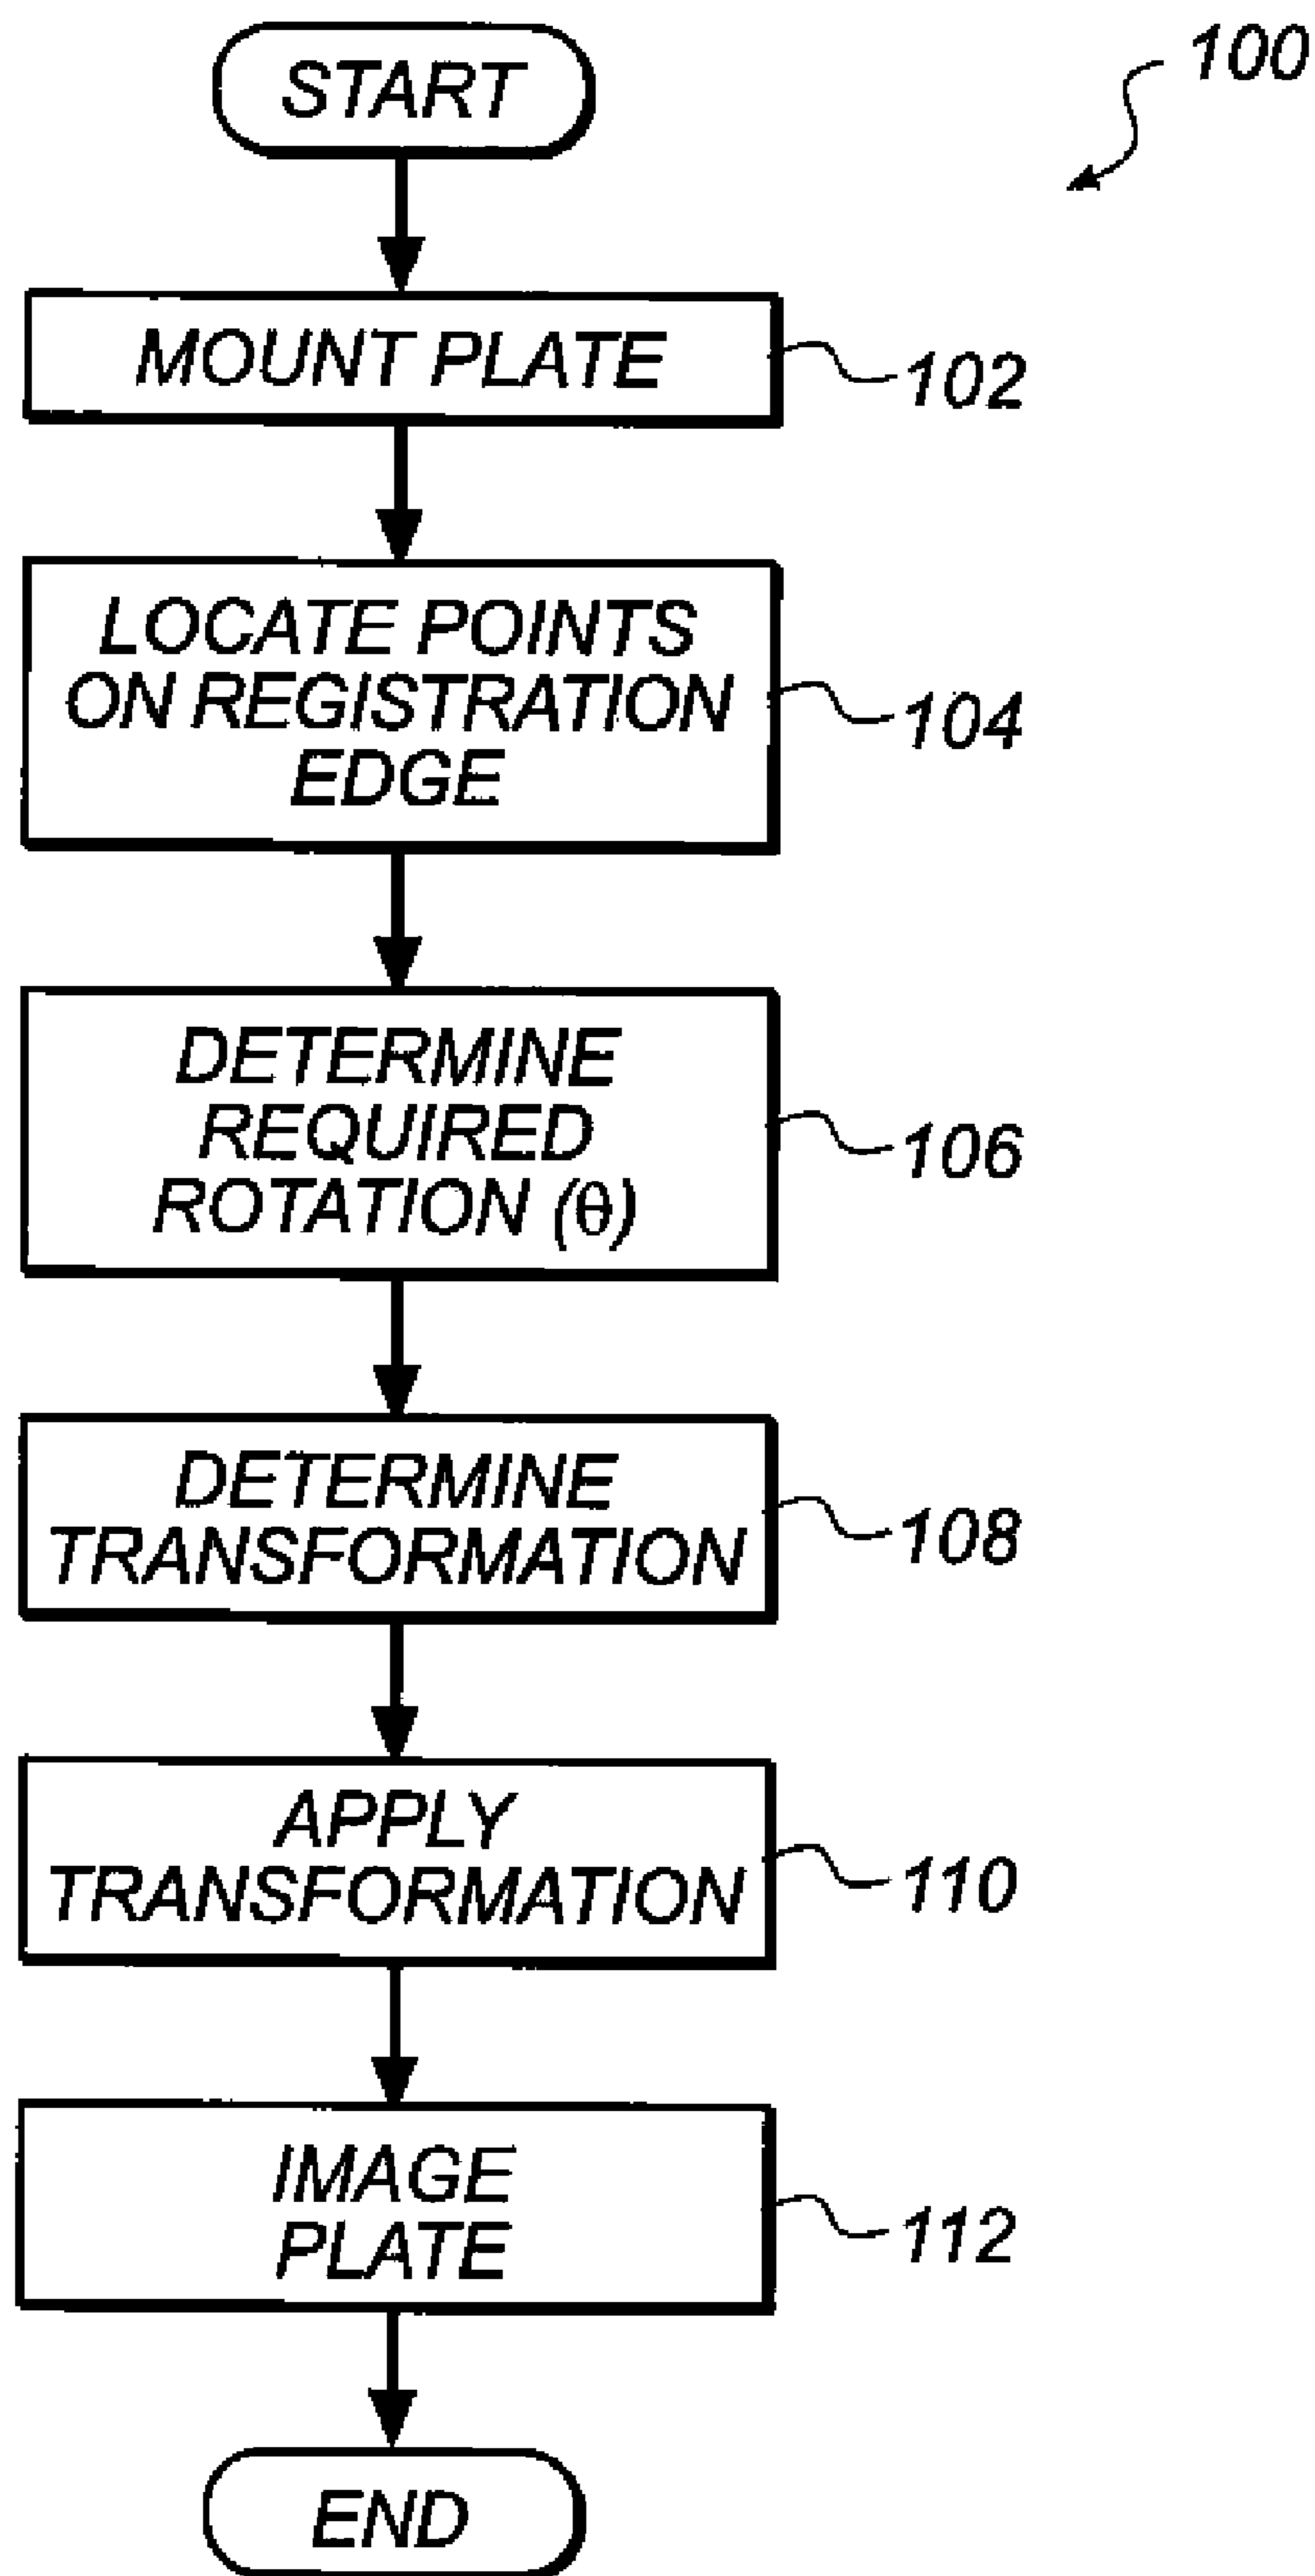 START
100
MOUNT PLATE
102
LOCATE POINTS
ON REGISTRATION
EDGE
104
DETERMINE
REQUIRED
ROTATION (θ)
106
DETERMINE
TRANSFORMATION
108
APPLY
TRANSFORMATION
110
IMAGE
PLATE
112
END